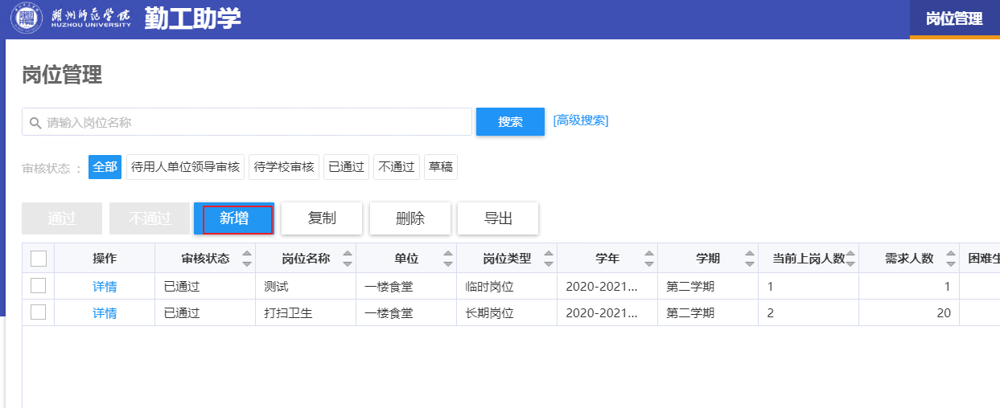 湖州师范学院
HUZHOU UNIVERSITY
勤工助学
岗位管理
岗位管理
请输入岗位名称 搜索 [高级搜索]
审核状态 : 全部 待用人单位领导审核 待学校审核 已通过 不通过 草稿
通过 不通过 新增 复制 删除 导出
操作 审核状态 岗位名称 单位 岗位类型 学年 学期 当前上岗人数 需求人数 困难生
详情 已通过 测试 一楼食堂 临时岗位 2020-2021... 第二学期 1 1
详情 已通过 打扫卫生 一楼食堂 长期岗位 2020-2021... 第二学期 2 20